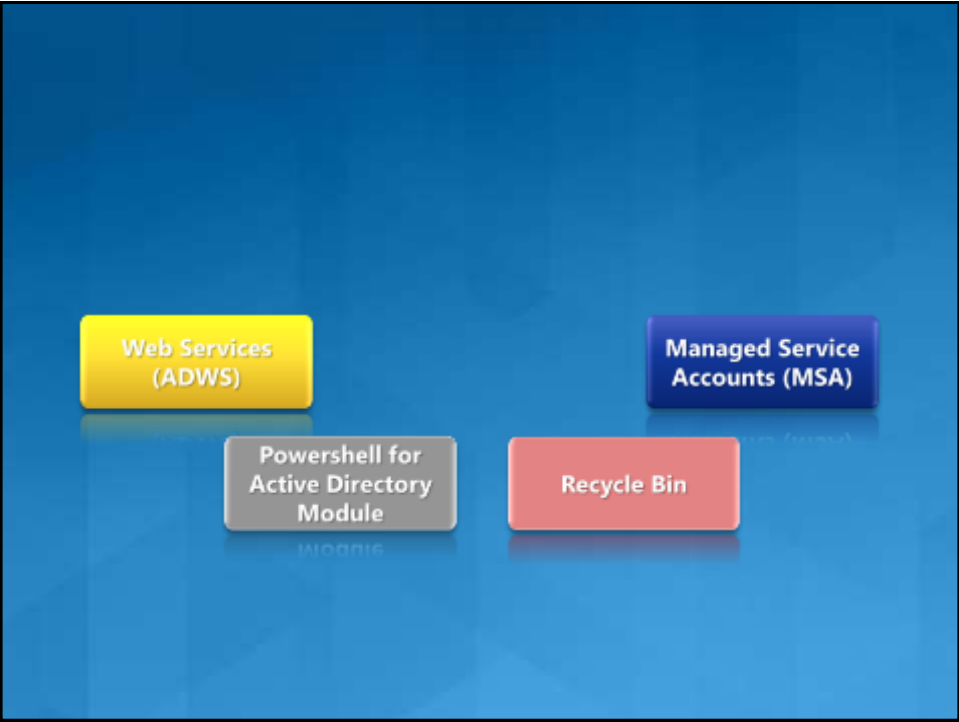 Web Services
(ADWS)
Managed Service
Accounts (MSA)
Powershell for
Active Directory
Module
Recycle Bin